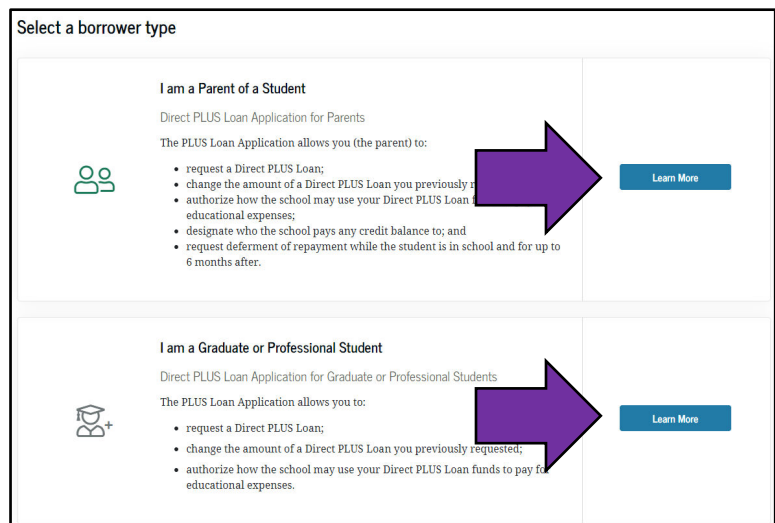 Select a borrower type
I am a Parent of a Student
Direct PLUS Loan Application for Parents
The PLUS Loan Application allows you (the parent) to:
• request a Direct PLUS Loan;
• change the amount of a Direct PLUS Loan you previously
• authorize how the school may use your Direct PLUS Loan
educational expenses;
• designate who the school pays any credit balance to; and
• request deferment of repayment while the student is in school and for up to
6 months after.
Learn More
I am a Graduate or Professional Student
Direct PLUS Loan Application for Graduate or Professional Students
The PLUS Loan Application allows you to:
• request a Direct PLUS Loan;
• change the amount of a Direct PLUS Loan you previously requested;
• authorize how the school may use your Direct PLUS Loan funds to pay for
educational expenses.
Learn More